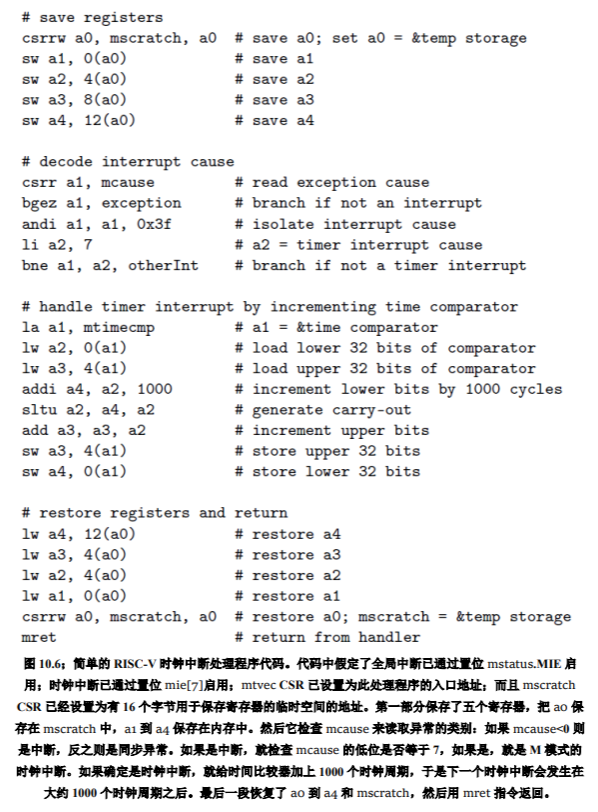 # save registers
csrrw a0, mscratch, a0 # save a0; set a0 = &temp storage
sw a1, 0(a0) # save a1
sw a2, 4(a0) # save a2
sw a3, 8(a0) # save a3
sw a4, 12(a0) # save a4
# decode interrupt cause
csrr a1, mcause # read exception cause
bgez a1, exception # branch if not an interrupt
andi a1, a1, 0x3f # isolate interrupt cause
li a2, 7 # a2 = timer interrupt cause
bne a1, a2, otherInt # branch if not a timer interrupt
# handle timer interrupt by incrementing time comparator
la a1, mtimecmp # a1 = &time comparator
lw a2, 0(a1) # load lower 32 bits of comparator
lw a3, 4(a1) # load upper 32 bits of comparator
addi a4, a2, 1000 # increment lower bits by 1000 cycles
sltu a2, a4, a2 # generate carry-out
add a3, a3, a2 # increment upper bits
sw a3, 4(a1) # store upper 32 bits
sw a4, 0(a1) # store lower 32 bits
# restore registers and return
lw a4, 12(a0) # restore a4
lw a3, 4(a0) # restore a3
lw a2, 4(a0) # restore a2
lw a1, 0(a0) # restore a1
csrrw a0, mscratch, a0 # restore a0; mscratch = &temp storage
mret # return from handler
图 10.6；简单的 RISC-V 时钟中断处理程序代码。代码中假定了全局中断已通过置位 mstatus.MIE 启
用；时钟中断已通过置位 mie[7]启用；mtvec CSR 已设置为此处理程序的入口地址；而且 mscratch
CSR 已经设置为有 16 个字节用于保存寄存器的临时空间的地址。第一部分保存了五个寄存器，把 a0 保
存在 mscratch 中，a1 到 a4 保存在内存中。然后它检查 mcause 来读取异常的类别：如果 mcause<0 则
是中断，反之则是同步异常。如果是中断，就检查 mcause 的低位是否等于 7，如果是，就是 M 模式的
时钟中断。如果确定是时钟中断，就给时间比较器加上 1000 个时钟周期，于是下一个时钟中断会发生在
大约 1000 个时钟周期之后。最后一段恢复了 a0 到 a4 和 mscratch，然后用 mret 指令返回。